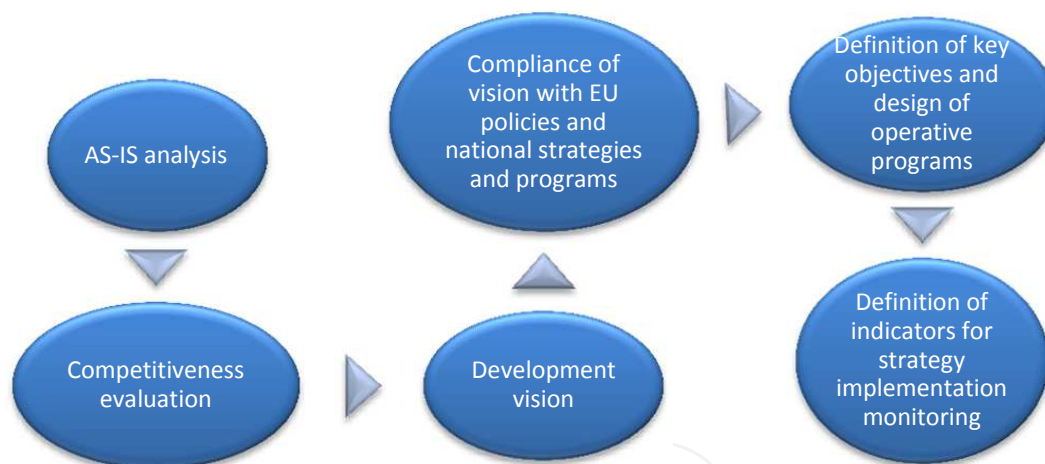 AS-IS analysis
Competitiveness
evaluation
Development
vision
Compliance of
vision with EU
policies and
national strategies
and programs
Definition of key
objectives and
design of
operative
programs
Definition of
indicators for
strategy
implementation
monitoring